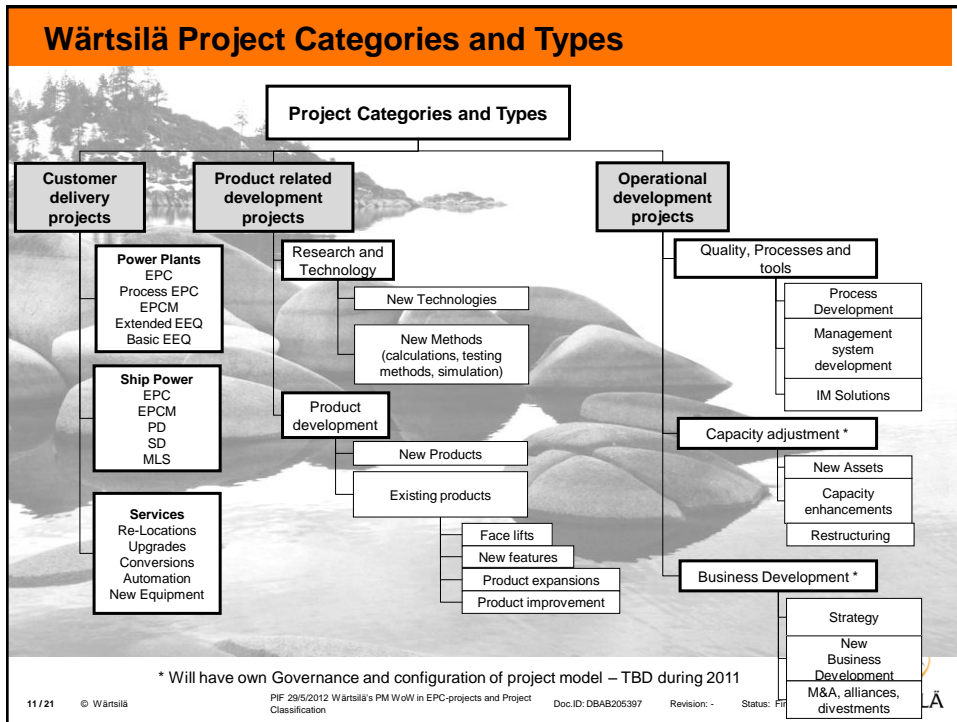 Wärtsilä Project Categories and Types
Project Categories and Types
Customer
delivery
projects
Power Plants
EPC
Process EPC
EPCM
Extended EEQ
Basic EEQ
Ship Power
EPC
EPCM
PD
SD
MLS
Services
Re-Locations
Upgrades
Conversions
Automation
New Equipment
Product related
development
projects
Research and
Technology
New Technologies
New Methods
(calculations, testing
methods, simulation)
Product
development
New Products
Existing products
Face lifts
New features
Product expansions
Product improvement
Operational
development
projects
Quality, Processes and
tools
Process
Development
Management
system
development
IM Solutions
Capacity adjustment *
New Assets
Capacity
enhancements
Restructuring
Business Development *
Strategy
New
Business
Development
M&A, alliances,
divestments
* Will have own Governance and configuration of project model – TBD during 2011
11 / 21 © Wärtsilä PIF 29/5/2012 Wärtsilä's PM WoW in EPC-projects and Project Doc.ID: DBAB205397 Revision: - Status:
Classification